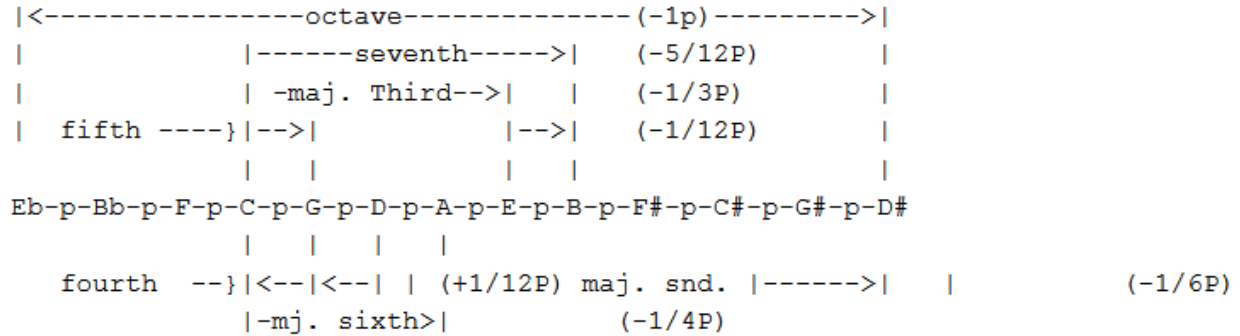 |<----------------octave--------------(-1p)--------->|
|              |------seventh----->|   (-5/12P)       |
|              | -maj. Third-->|   |   (-1/3P)        |
|  fifth ----}|-->|            |-->|   (-1/12P)       |
               |   |            |   |                  |
Eb-p-Bb-p-F-p-C-p-G-p-D-p-A-p-E-p-B-p-F#-p-C#-p-G#-p-D#
               |   |   |   |
   fourth  --}|<--|<--| | (+1/12P) maj. snd. |------>|   |          (-1/6P)
               |-mj. sixth>|          (-1/4P)